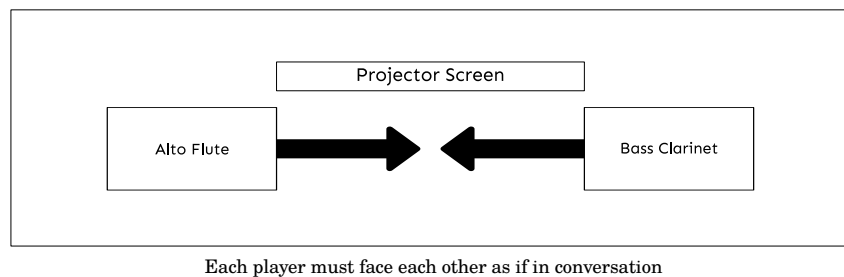 Projector Screen
Alto Flute
Bass Clarinet
Each player must face each other as if in conversation